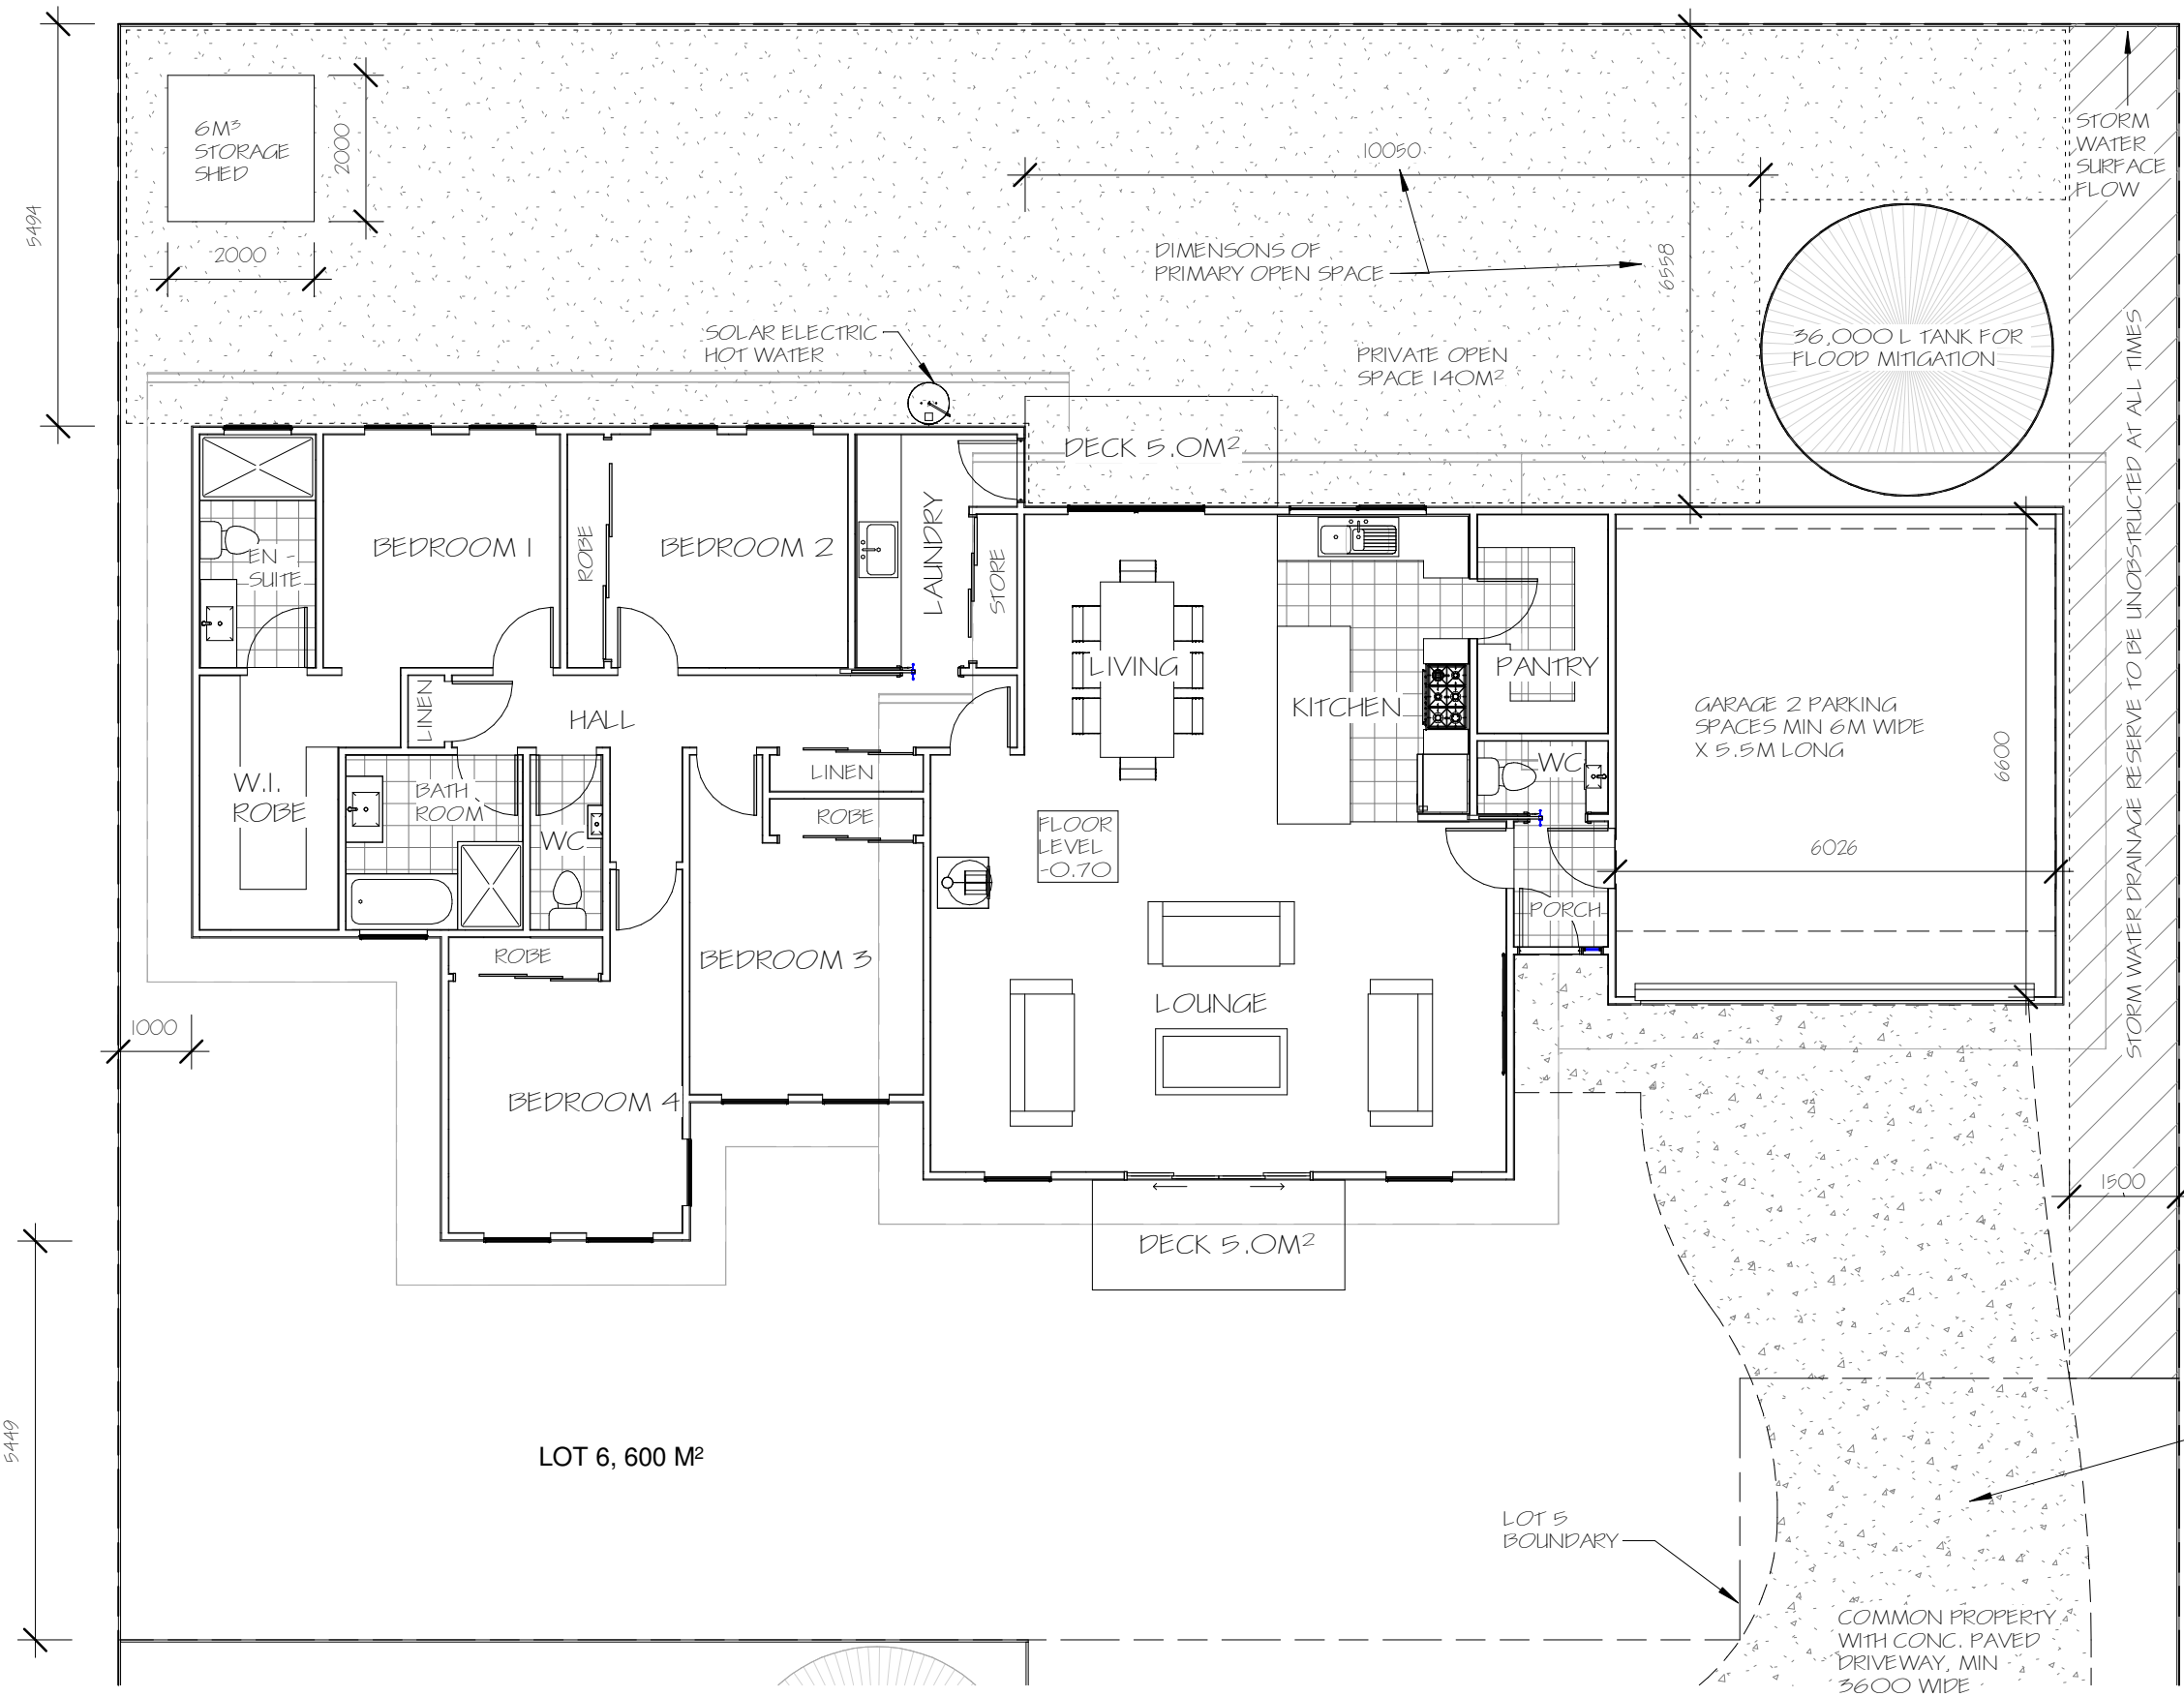 5494
6M³
STORAGE
SHED
2000
2000
10050
STORM
WATER
SURFACE
FLOW
DIMENSONS OF
PRIMARY OPEN SPACE
6558
SOLAR ELECTRIC
HOT WATER
PRIVATE OPEN
SPACE 140M²
36,000 L TANK FOR
FLOOD MITIGATION
STORM WATER DRAINAGE RESERVE TO BE UNOBSTRUCTED AT ALL TIMES
DECK 5.0M²
EN -
SUITE
BEDROOM 1
ROBE
BEDROOM 2
LAUNDRY
STORE
LIVING
KITCHEN
PANTRY
GARAGE 2 PARKING
SPACES MIN 6M WIDE
X 5.5M LONG
6600
LINEN
HALL
W.I.
ROBE
BATH
ROOM
WC
LINEN
ROBE
WC
FLOOR
LEVEL
-0.70
6026
PORCH
ROBE
BEDROOM 3
LOUNGE
1000
BEDROOM 4
1500
DECK 5.0M²
5449
LOT 6, 600 M²
LOT 5
BOUNDARY
COMMON PROPERTY
WITH CONC. PAVED
DRIVEWAY, MIN
3600 WIDE